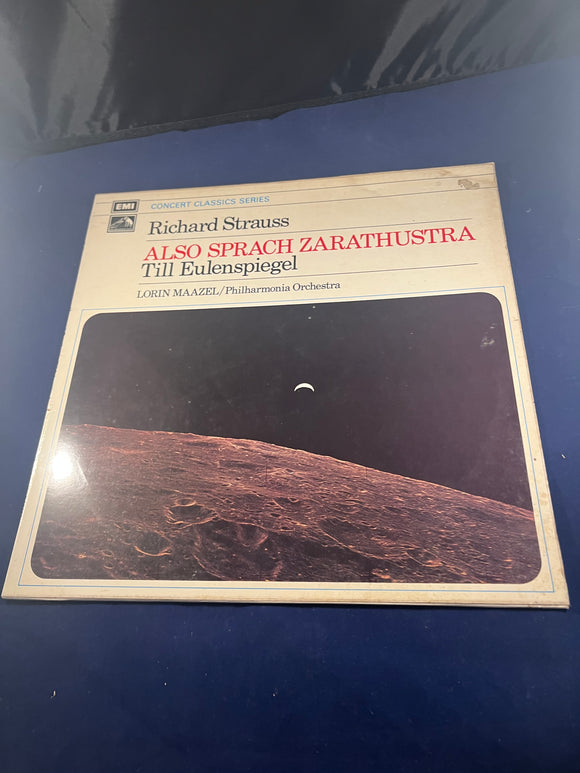 EMI
CONCERT CLASSICS SERIES
Richard Strauss
ALSO SPRACH ZARATHUSTRA
Till Eulenspiegel
LORIN MAAZEL/Philharmonia Orchestra